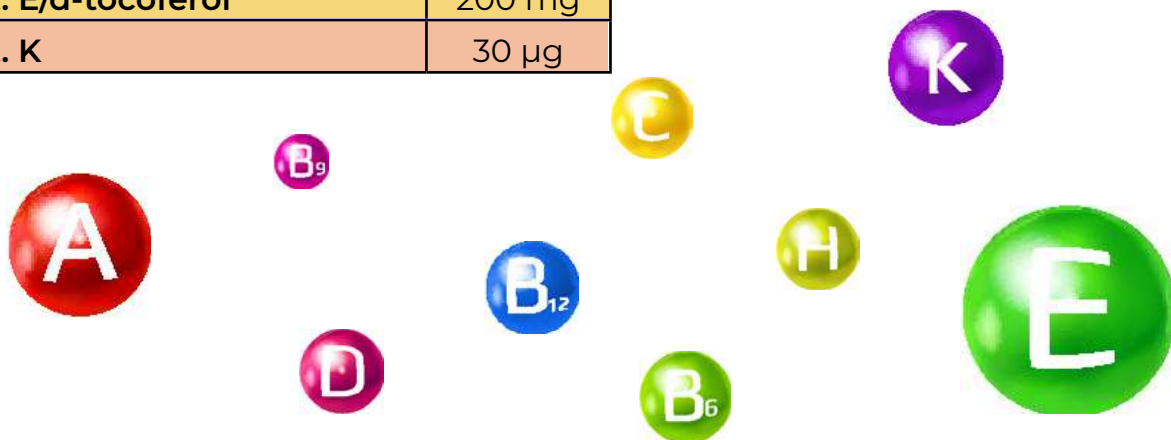 . E/d-tocoferol 200 mg
. K 30 µg
K
C
B9
A
H
E
B12
D
B6